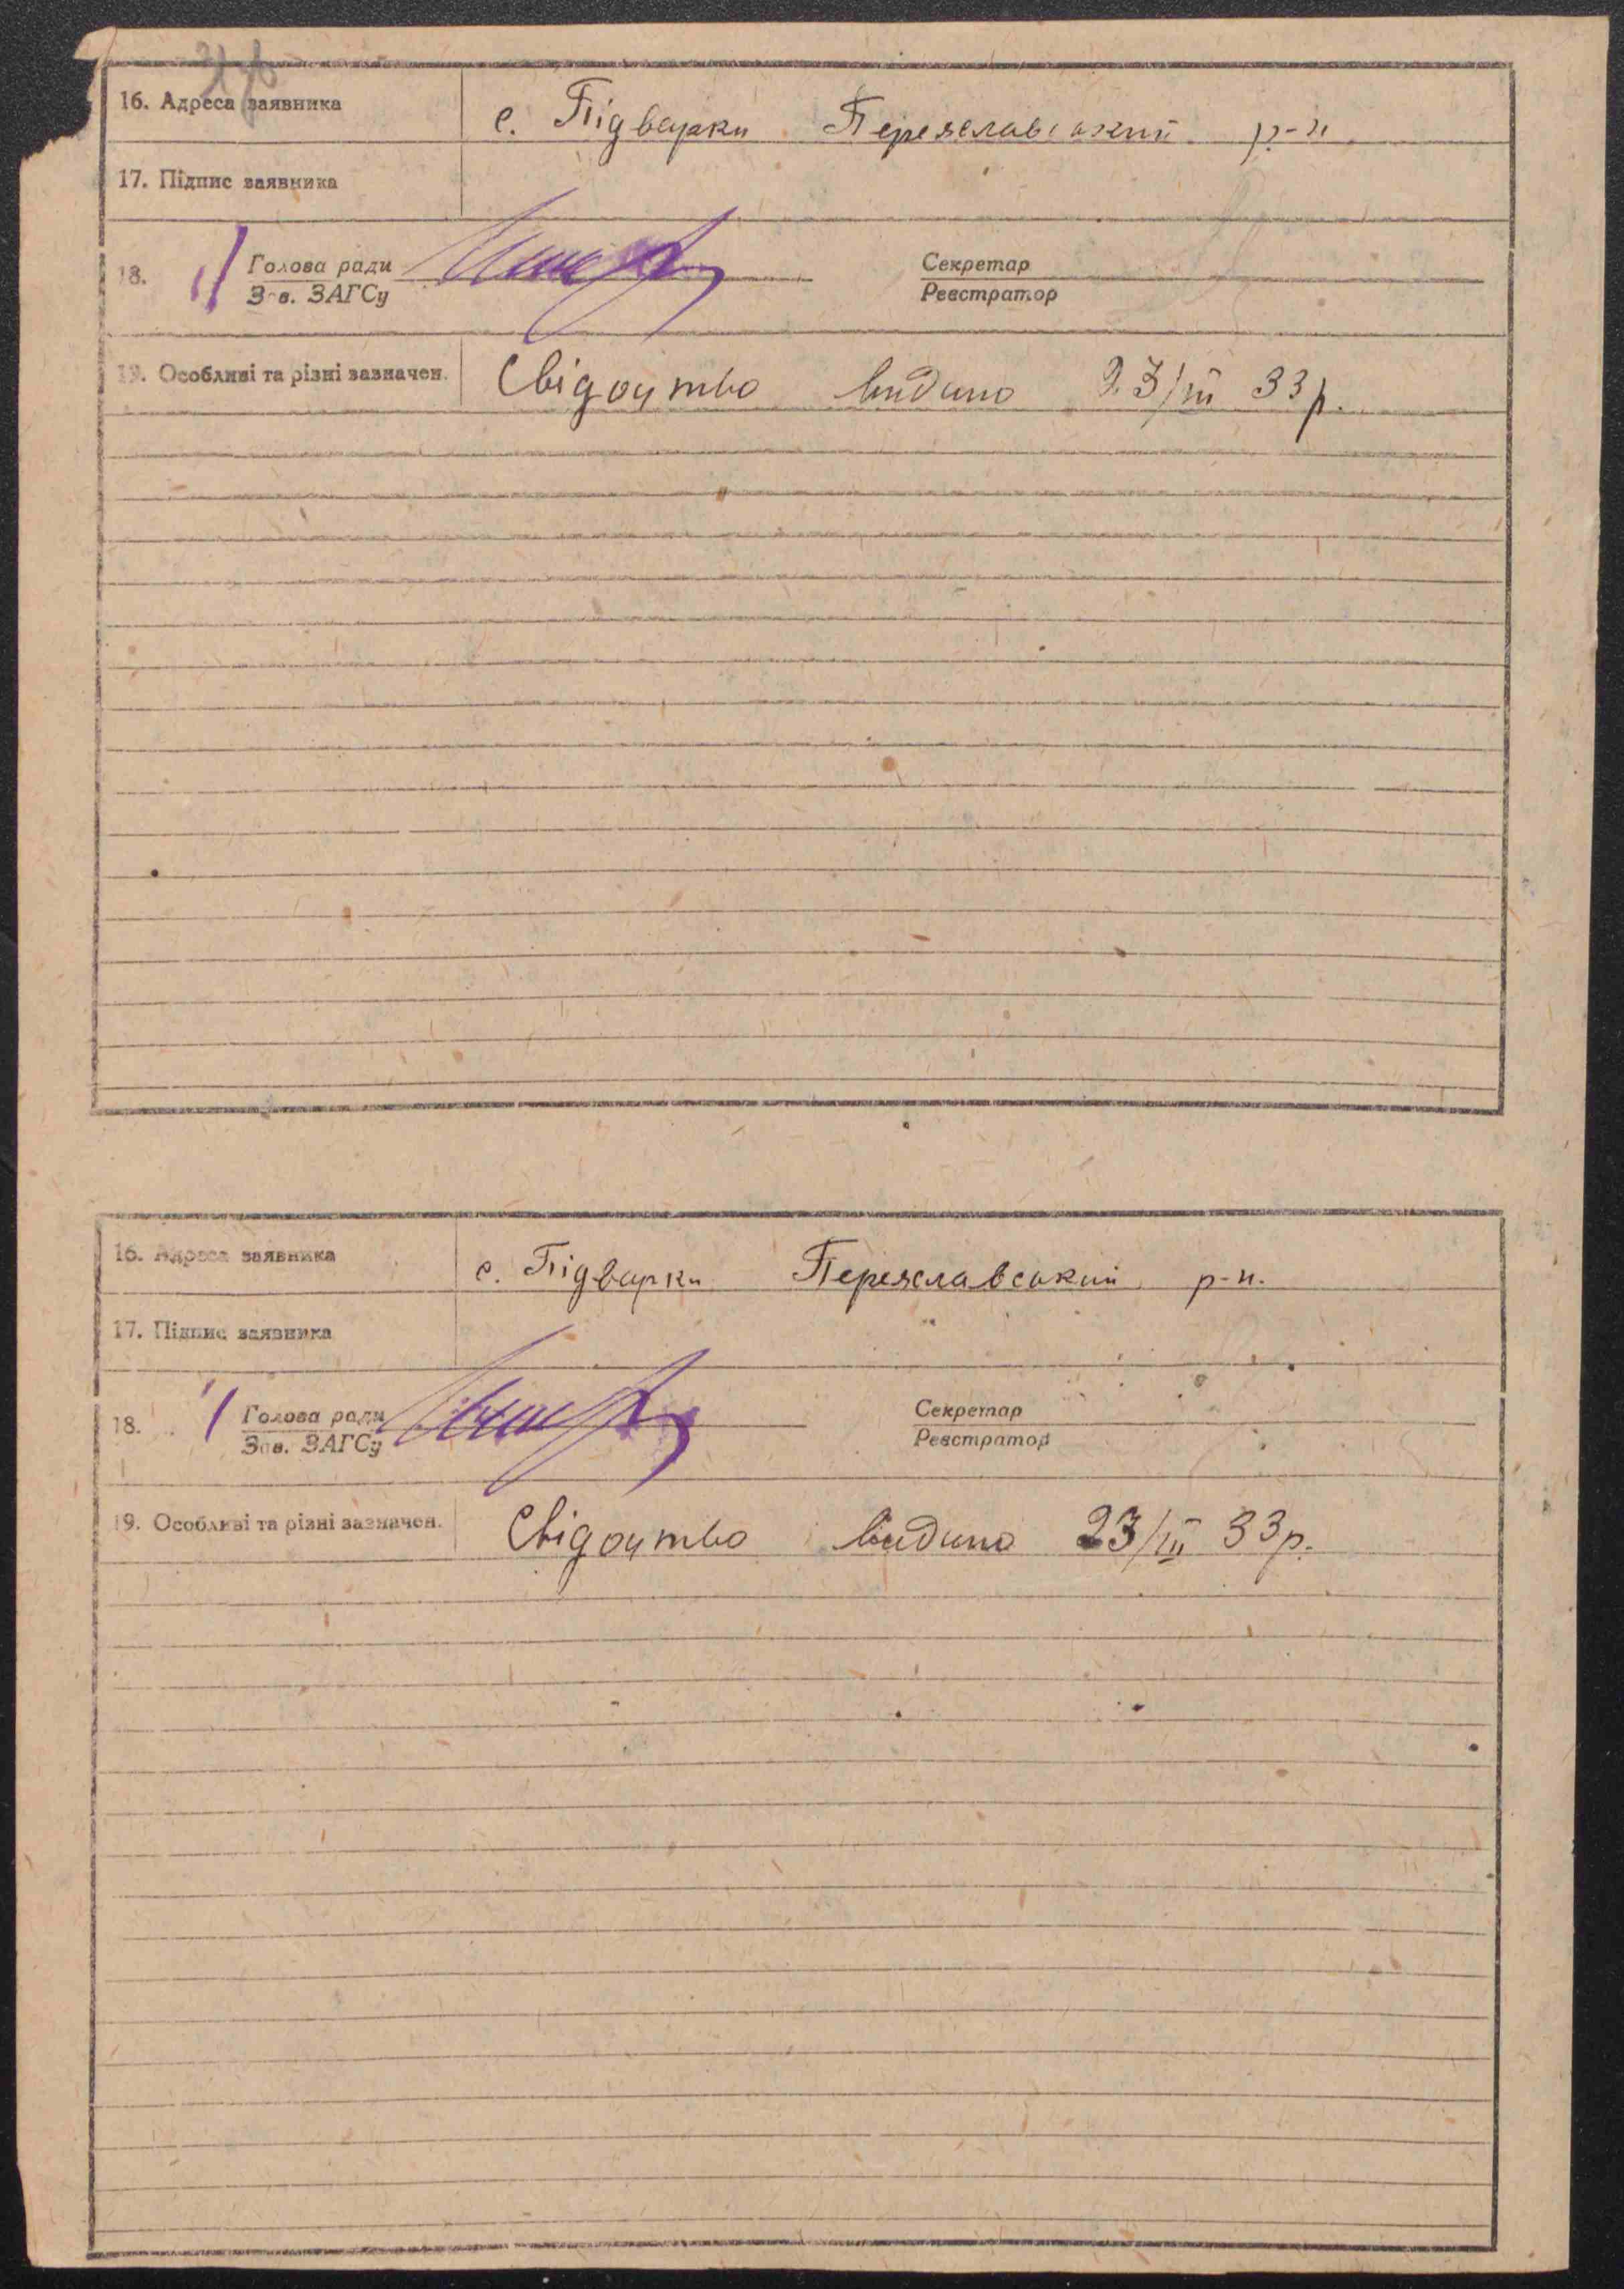 16. Адреса заявника с. Підварки Переяславський р-н
17. Підпис заявника
18. Голова ради Секретар
Зав. ЗАГСу Реєстратор
19. Особливі та різні зазначен. Свідоцтво видано 23/III 33 р.
16. Адреса заявника с. Підварки Переяславський р-н.
17. Підпис заявника
18. Голова ради Секретар
Зав. ЗАГСу Реєстратор
19. Особливі та різні зазначен. Свідоцтво видано 23/III 33 р.